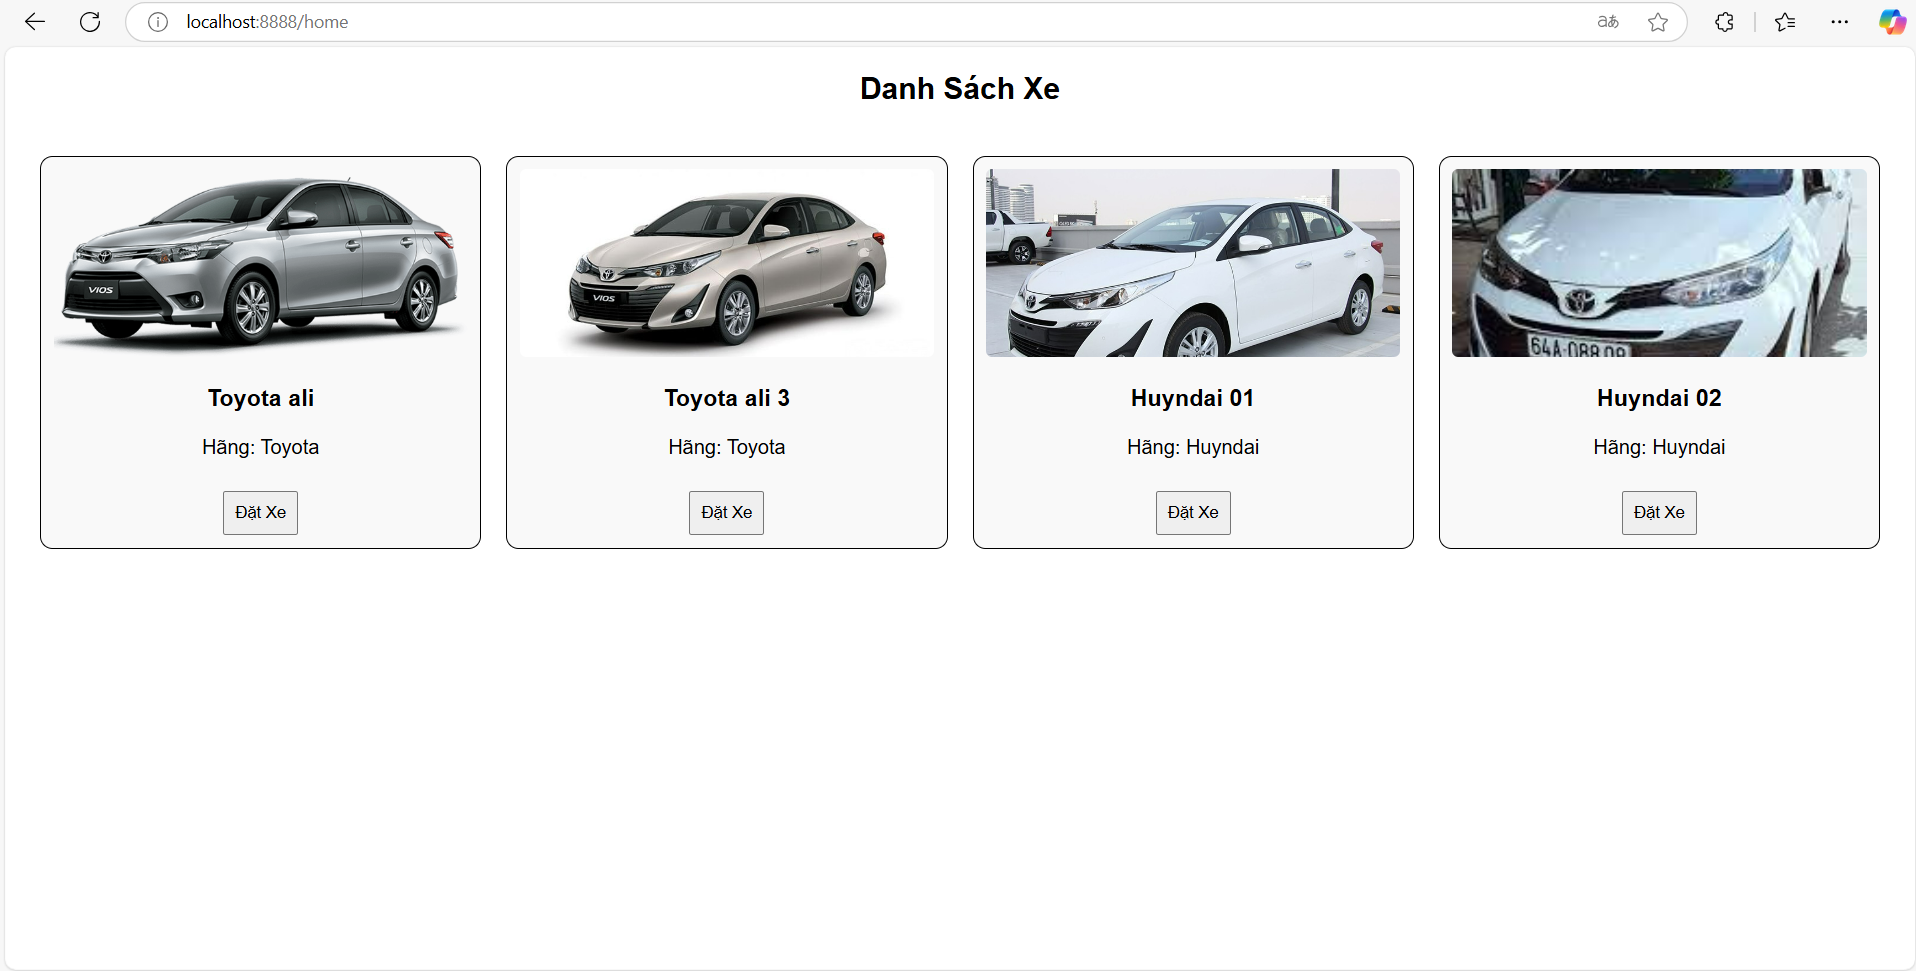 localhost:8888/home
Danh Sách Xe
VIOS
VIOS
64A-088.08
Toyota ali
Toyota ali 3
Huyndai 01
Huyndai 02
Hãng: Toyota
Hãng: Toyota
Hãng: Huyndai
Hãng: Huyndai
Đặt Xe
Đặt Xe
Đặt Xe
Đặt Xe